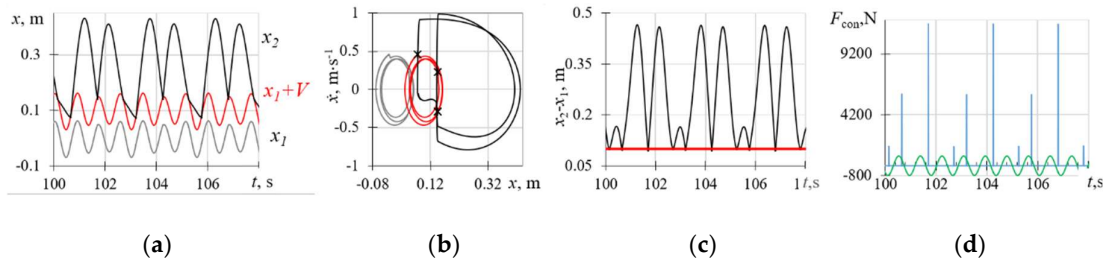 x, m
0.3
0.1
-0.1
100 102 104 106 t, s
x2
x1+V
x1
(a)
ẋ, m·s-1
1
0.5
0
-0.5
-1
-0.08 0.12 0.32 x, m
(b)
x2-x1, m
0.5
0.35
0.2
0.05
100 102 104 106 t,s
(c)
Fcon,N
9200
4200
-800
100 102 104 106 t,s
(d)